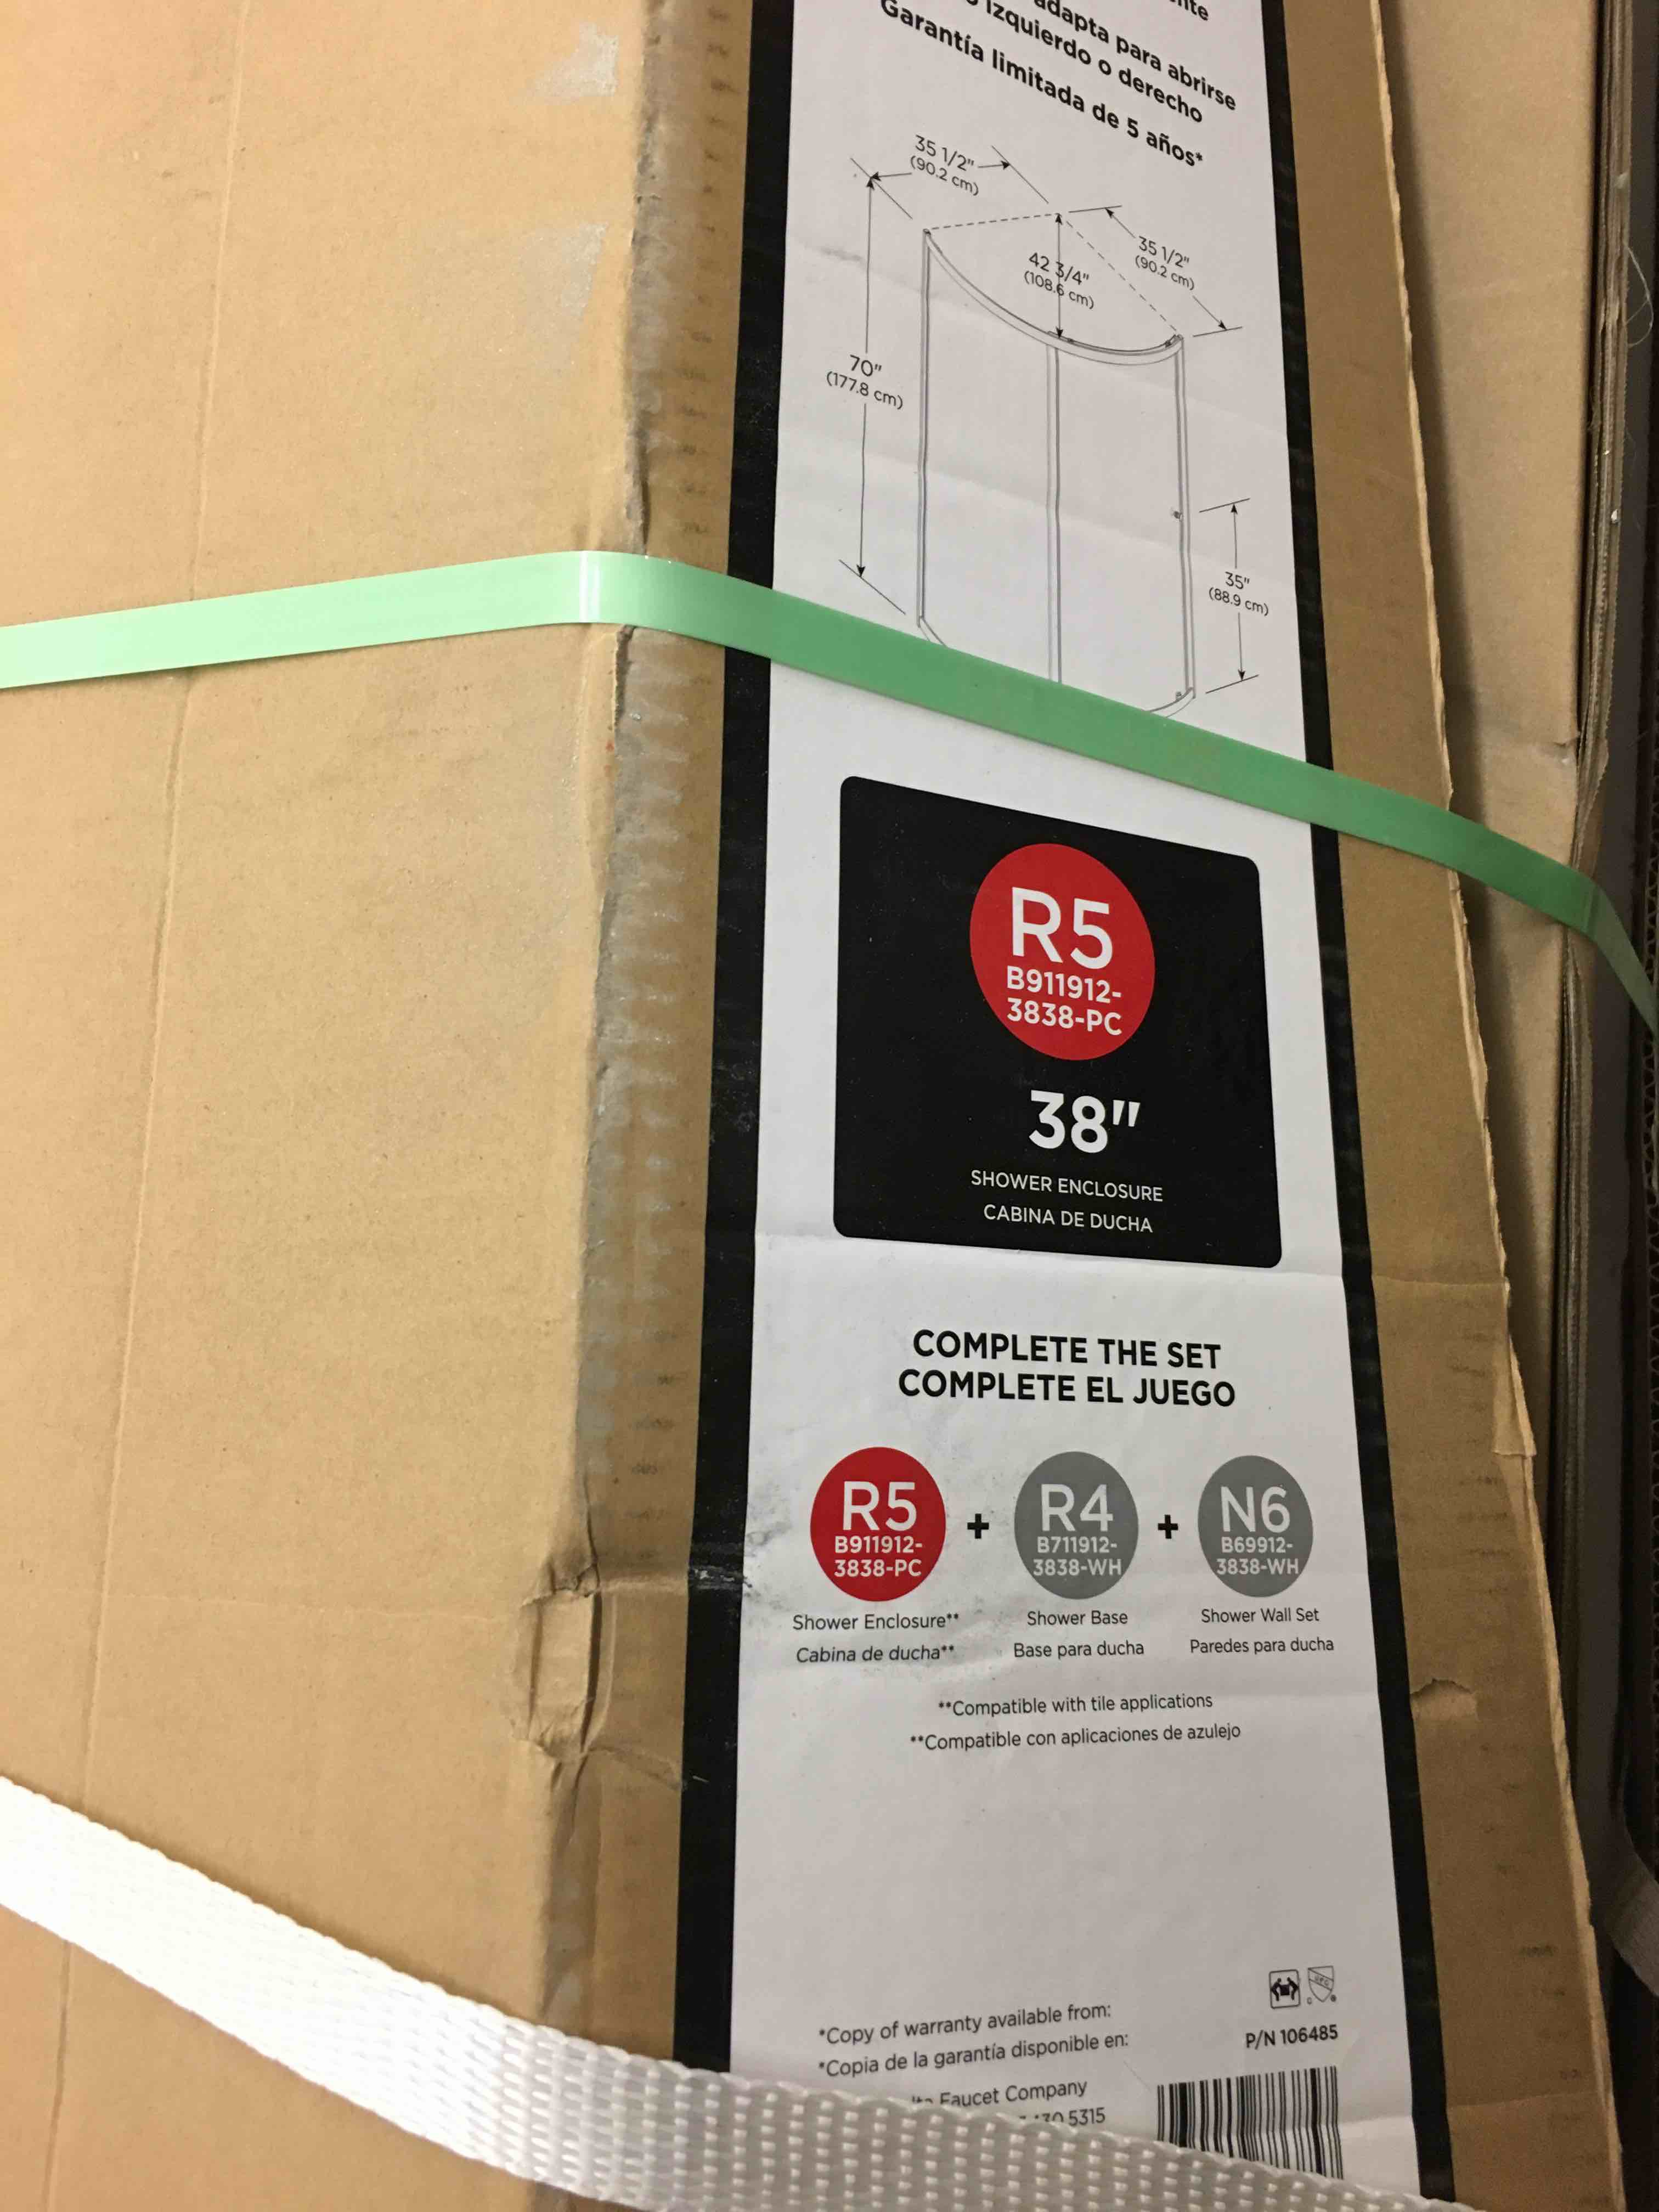 adapta para abrirse
izquierdo o derecho
Garantía limitada de 5 años*
35 1/2"
(90.2 cm)
35 1/2"
(90.2 cm)
42 3/4"
(108.6 cm)
70"
(177.8 cm)
35"
(88.9 cm)
R5
B911912-
3838-PC
38"
SHOWER ENCLOSURE
CABINA DE DUCHA
COMPLETE THE SET
COMPLETE EL JUEGO
R5
B911912-
3838-PC
+
R4
B711912-
3838-WH
+
N6
B69912-
3838-WH
Shower Enclosure**
Cabina de ducha**
Shower Base
Base para ducha
Shower Wall Set
Paredes para ducha
**Compatible with tile applications
**Compatible con aplicaciones de azulejo
*Copy of warranty available from:
*Copia de la garantía disponible en:
Faucet Company
5315
P/N 106485